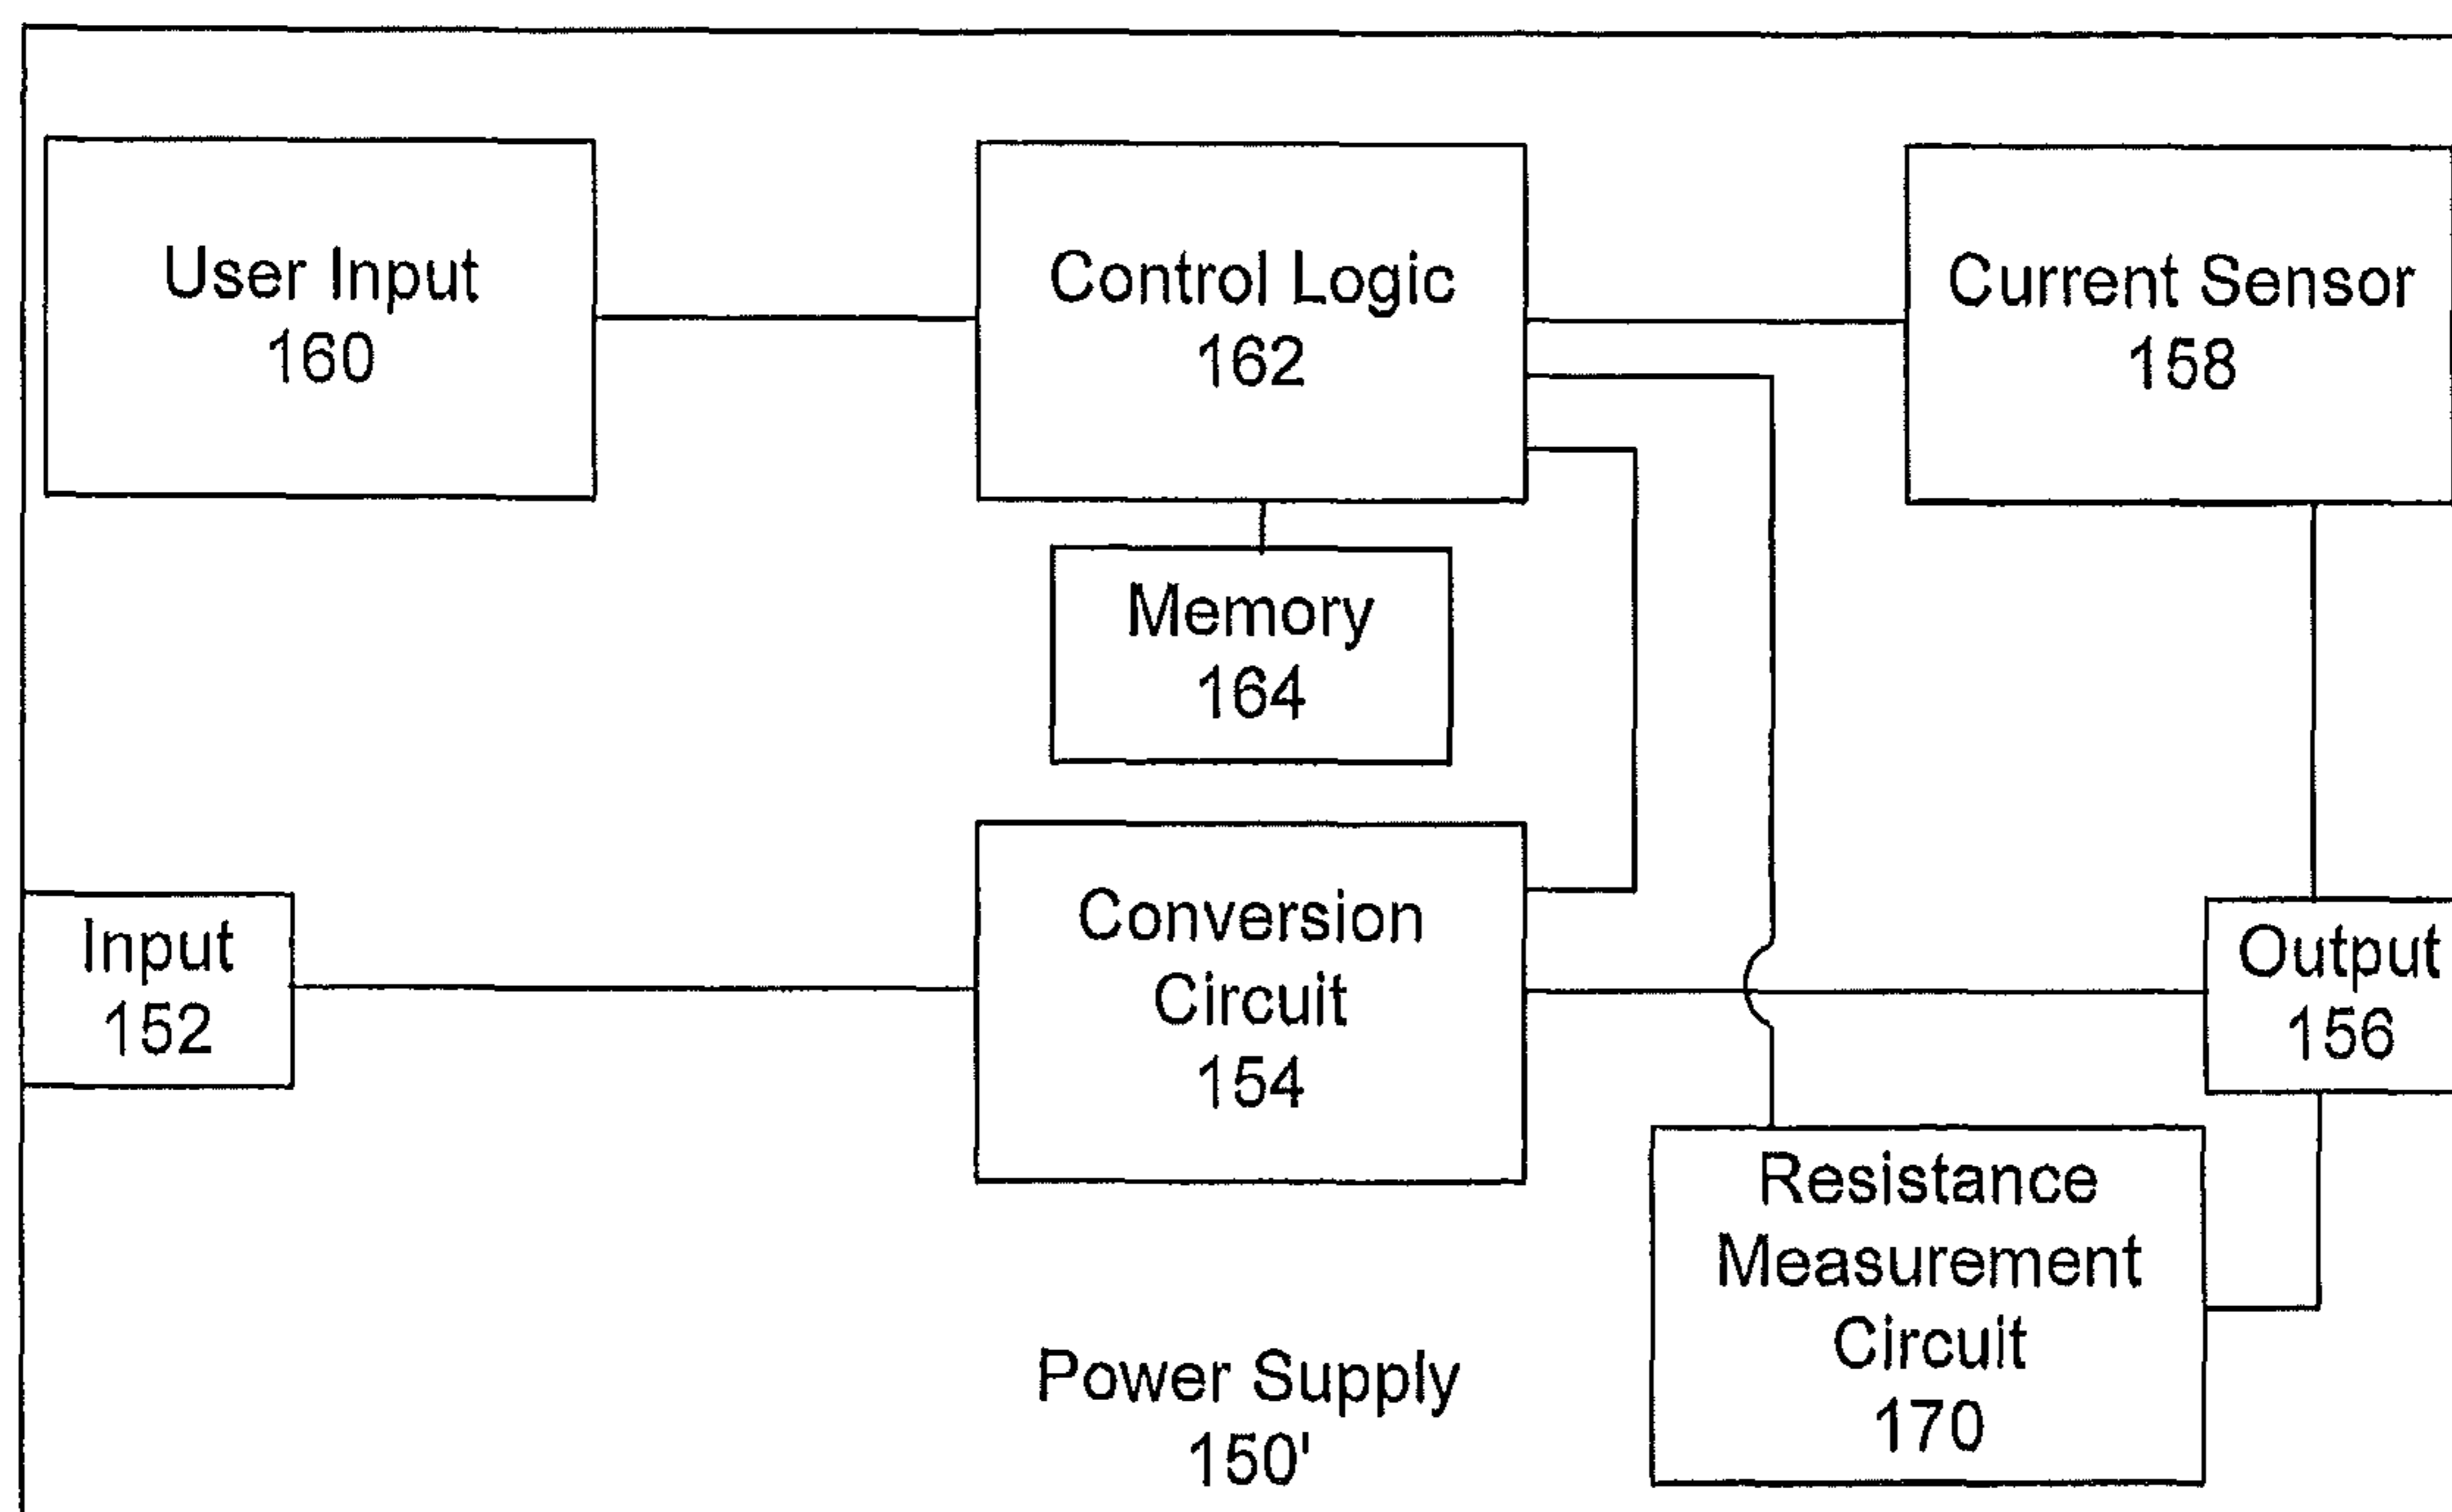 User Input
160
Control Logic
162
Current Sensor
158
Memory
164
Input
152
Conversion
Circuit
154
Output
156
Resistance
Measurement
Circuit
170
Power Supply
150'